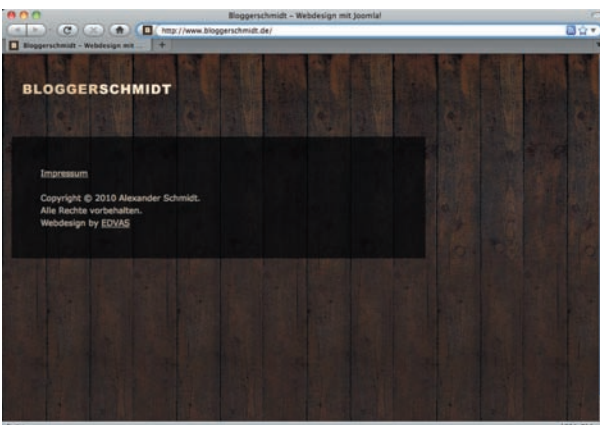 Bloggerschmidt – Webdesign mit Joomla!
http://www.bloggerschmidt.de/
Bloggerschmidt – Webdesign mit ...
BLOGGERSCHMIDT
Impressum
Copyright © 2010 Alexander Schmidt.
Alle Rechte vorbehalten.
Webdesign by EDVAS